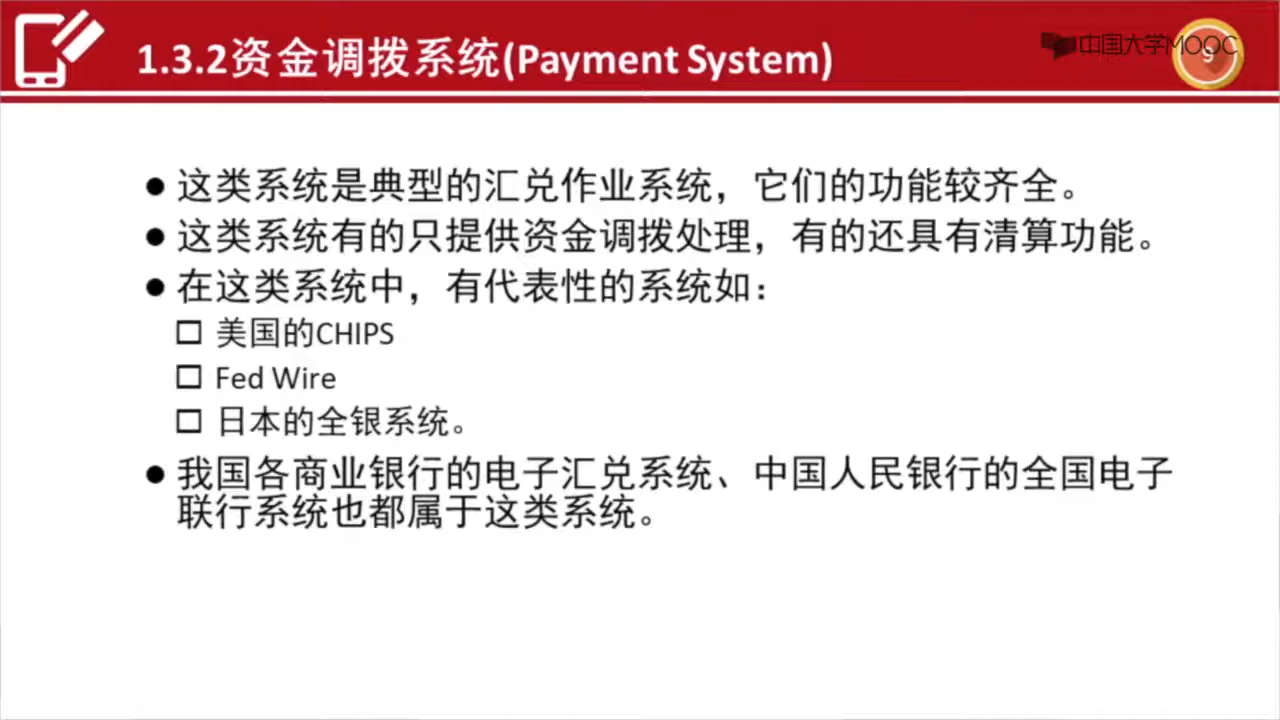 1.3.2资金调拨系统(Payment System)
中国大学MOOC
9
这类系统是典型的汇兑作业系统，它们的功能较齐全。
这类系统有的只提供资金调拨处理，有的还具有清算功能。
在这类系统中，有代表性的系统如：
美国的CHIPS
Fed Wire
日本的全银系统。
我国各商业银行的电子汇兑系统、中国人民银行的全国电子
联行系统也都属于这类系统。